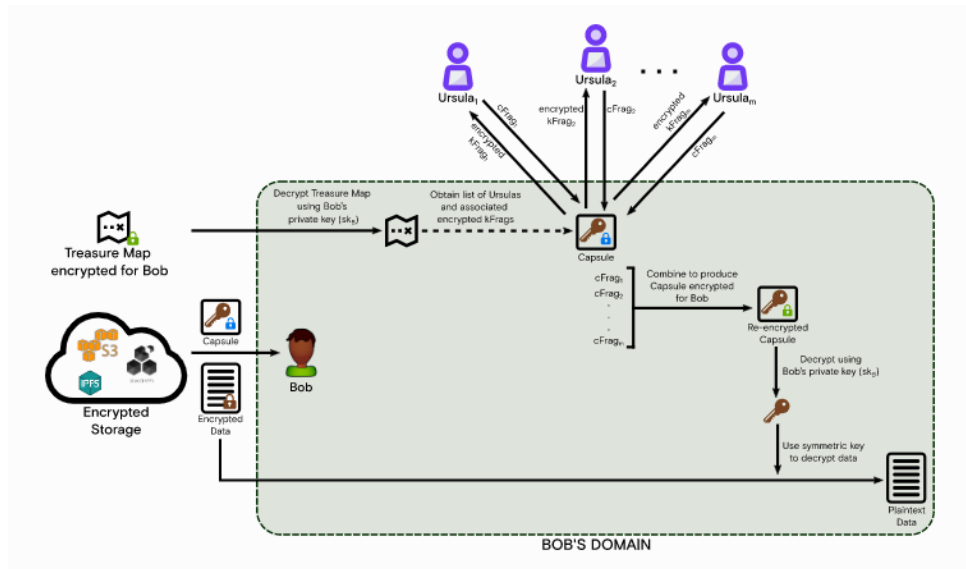 Ursula₁
Ursula₂
. . .
Ursulaₘ
cFrag₁
encrypted
kFrag₁
encrypted
kFrag₂
cFrag₂
encrypted
kFragₘ
cFragₘ
Decrypt Treasure Map
using Bob's
private key (skᵦ)
Obtain list of Ursulas
and associated
encrypted kFrags
Treasure Map
encrypted for Bob
Capsule
cFrag₁
cFrag₂
.
.
.
cFragₘ
Combine to produce
Capsule encrypted
for Bob
Re-encrypted
Capsule
Decrypt using
Bob's private key (skᵦ)
Use symmetric key
to decrypt data
Capsule
S3
IPFS
Encrypted
Storage
Bob
Encrypted
Data
Plaintext
Data
BOB'S DOMAIN